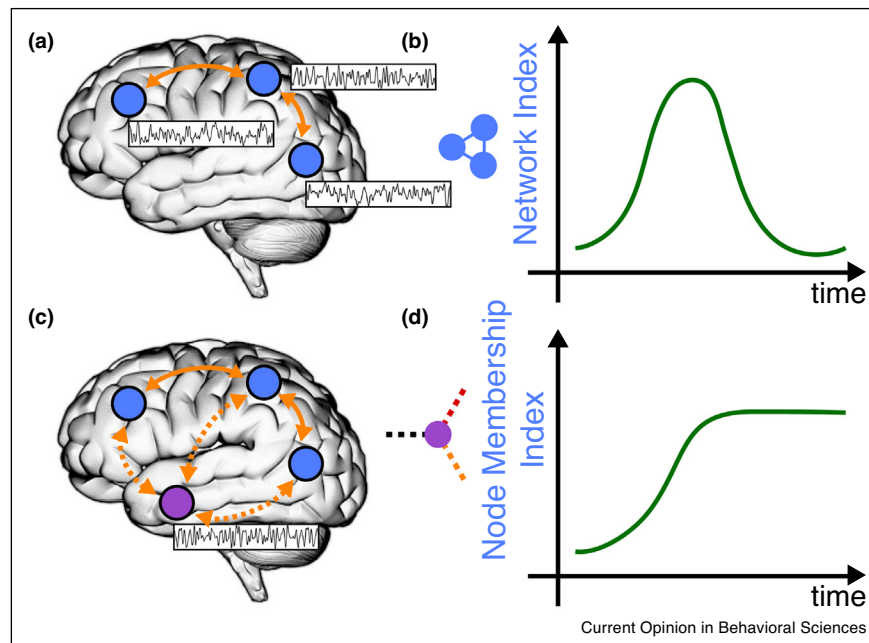 (a)
(b)
Network Index
time
(c)
(d)
Node Membership
Index
time
Current Opinion in Behavioral Sciences